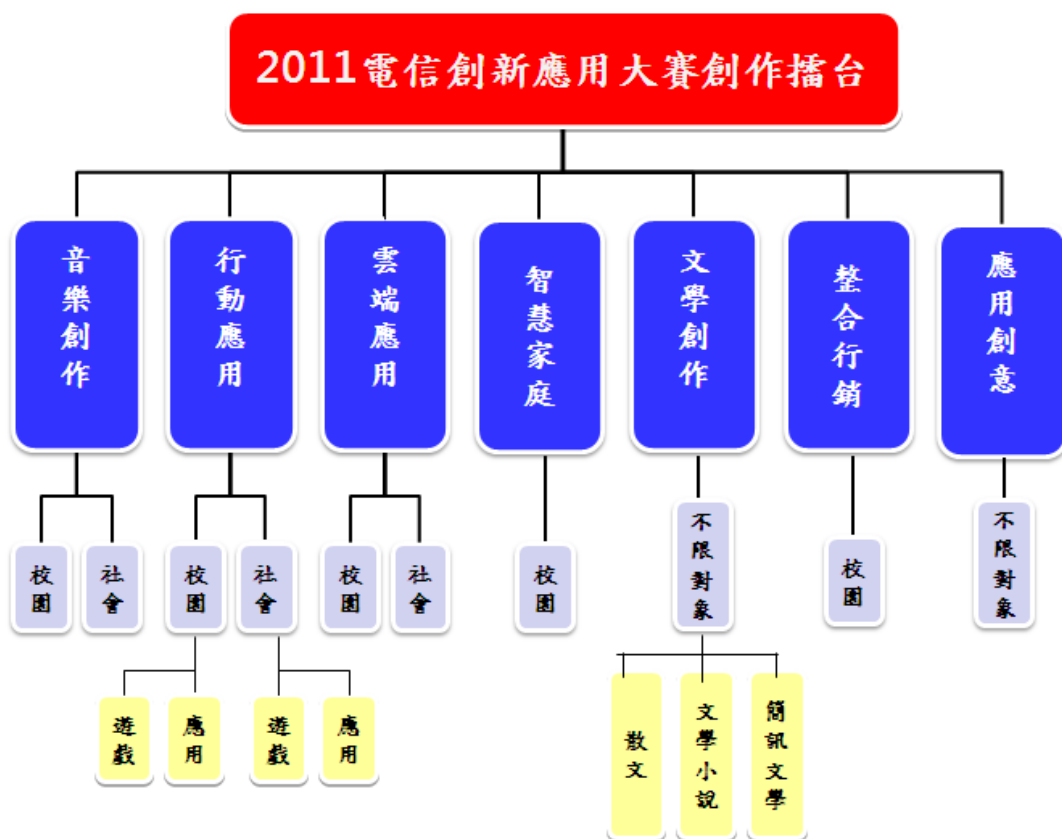 2011電信創新應用大賽創作擂台
音樂創作
行動應用
雲端應用
智慧家庭
文學創作
整合行銷
應用創意
校園
社會
校園
社會
校園
社會
校園
不限對象
校園
不限對象
遊戲
應用
遊戲
應用
散文
文學小說
簡訊文學